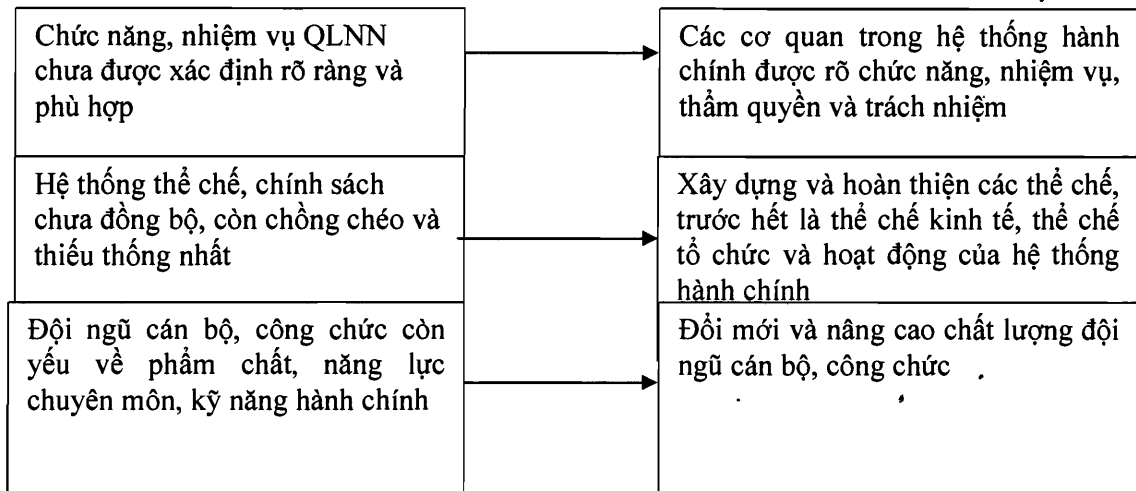 Chức năng, nhiệm vụ QLNN
chưa được xác định rõ ràng và
phù hợp
Các cơ quan trong hệ thống hành
chính được rõ chức năng, nhiệm vụ,
thẩm quyền và trách nhiệm
Hệ thống thể chế, chính sách
chưa đồng bộ, còn chồng chéo và
thiếu thống nhất
Xây dựng và hoàn thiện các thể chế,
trước hết là thể chế kinh tế, thể chế
tổ chức và hoạt động của hệ thống
hành chính
Đội ngũ cán bộ, công chức còn
yếu về phẩm chất, năng lực
chuyên môn, kỹ năng hành chính
Đổi mới và nâng cao chất lượng đội
ngũ cán bộ, công chức